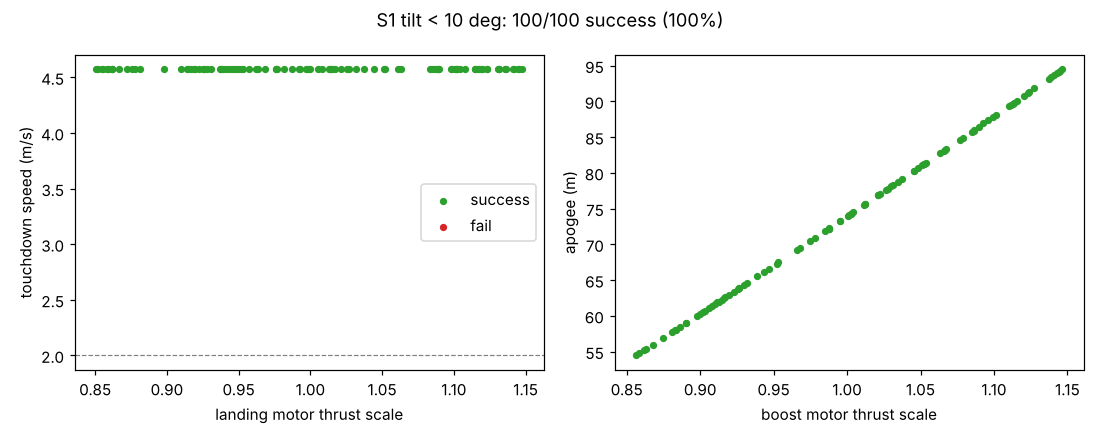 S1 tilt < 10 deg: 100/100 success (100%)
touchdown speed (m/s)
4.5
4.0
3.5
3.0
2.5
2.0
success
fail
0.85 0.90 0.95 1.00 1.05 1.10 1.15
landing motor thrust scale
apogee (m)
95
90
85
80
75
70
65
60
55
0.85 0.90 0.95 1.00 1.05 1.10 1.15
boost motor thrust scale